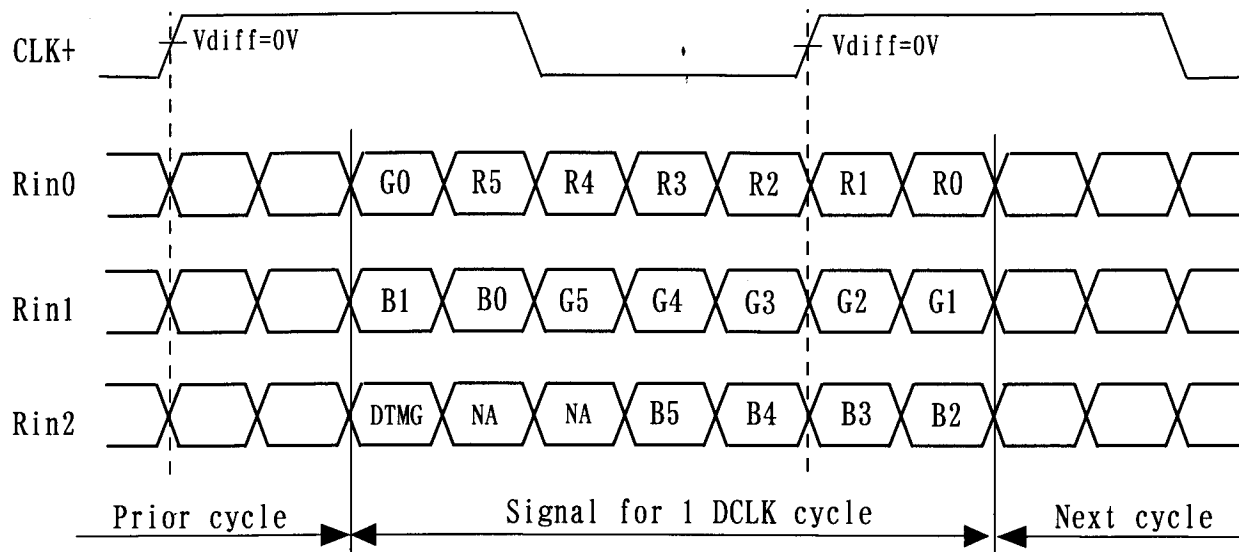 CLK+ Vdiff=0V Vdiff=0V
Rin0 G0 R5 R4 R3 R2 R1 R0
Rin1 B1 B0 G5 G4 G3 G2 G1
Rin2 DTMG NA NA B5 B4 B3 B2
Prior cycle Signal for 1 DCLK cycle Next cycle